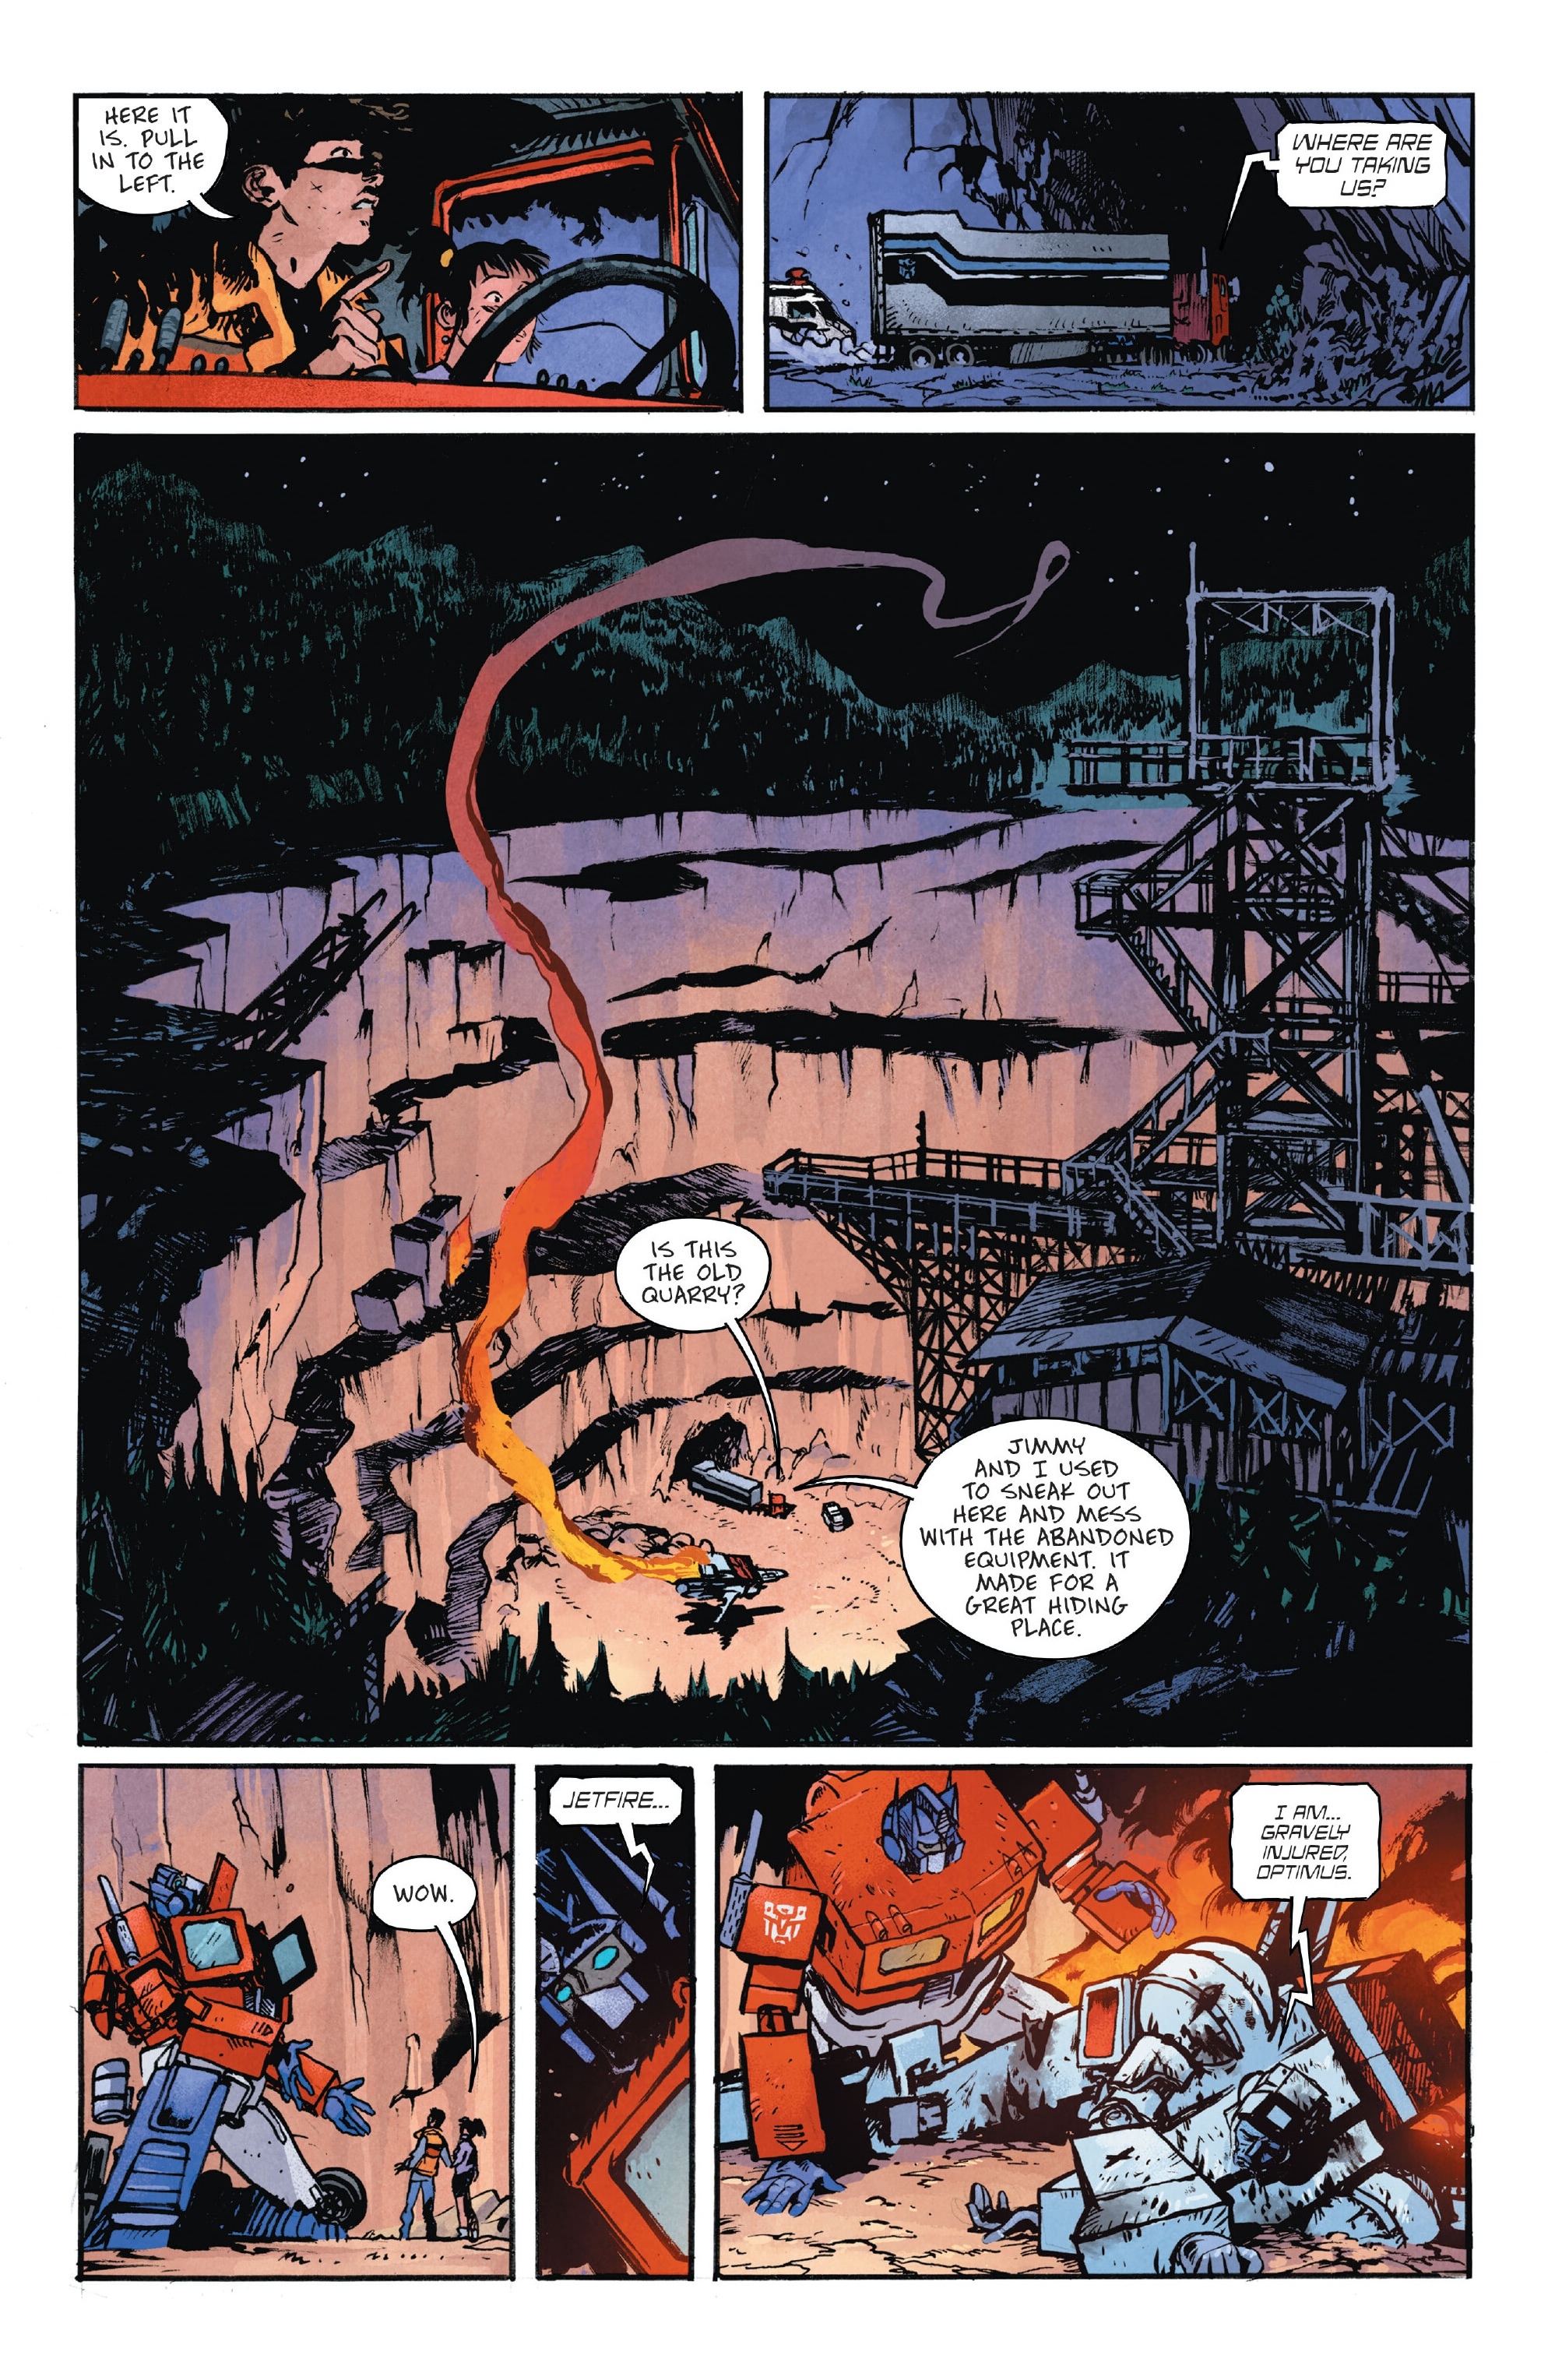 HERE IT
IS. PULL
IN TO THE
LEFT.
WHERE ARE
YOU TAKING
US?
IS THIS
THE OLD
QUARRY?
JIMMY
AND I USED
TO SNEAK OUT
HERE AND MESS
WITH THE ABANDONED
EQUIPMENT. IT
MADE FOR A
GREAT HIDING
PLACE.
WOW.
JETFIRE...
I AM...
GRAVELY
INJURED,
OPTIMUS.